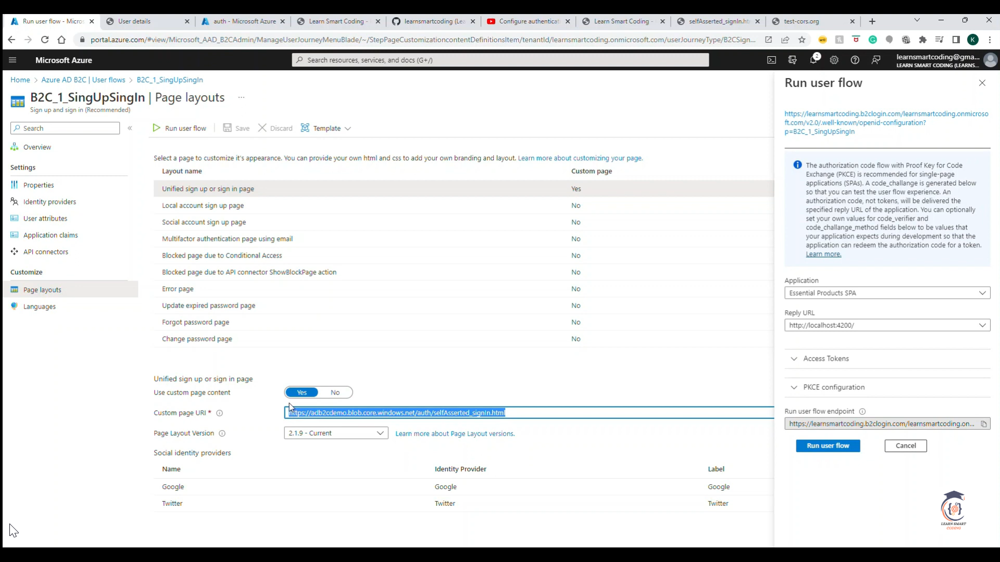 Run user flow - Micros
User details
auth - Microsoft Azure
Learn Smart Coding -
learnsmartcoding (Lea
Configure authenticati
Learn Smart Coding -
selfAsserted_signIn.ht
test-cors.org
portal.azure.com/#view/Microsoft_AAD_B2CAdmin/ManageUserJourneyMenuBlade/~/StepPageCustomizationcontentDefinitionsItem/tenantId/learnsmartcoding.onmicrosoft.com/userJourneyType/B2CSign...
K
Microsoft Azure
Search resources, services, and docs (G+/)
2
learnsmartcoding@gma...
LEARN SMART CODING (LEARNS...
Home > Azure AD B2C | User flows > B2C_1_SingUpSingIn
B2C_1_SingUpSingIn | Page layouts ...
Sign up and sign in (Recommended)
Search
«
Overview
Settings
Properties
Identity providers
User attributes
Application claims
API connectors
Customize
Page layouts
Languages
Run user flow
Save
Discard
Template
Select a page to customize it's appearance. You can provide your own html and css to add your own branding and layout. Learn more about customizing your page.
Layout name Custom page
Unified sign up or sign in page Yes
Local account sign up page No
Social account sign up page No
Multifactor authentication page using email No
Blocked page due to Conditional Access No
Blocked page due to API connector ShowBlockPage action No
Error page No
Update expired password page No
Forgot password page No
Change password page No
Unified sign up or sign in page
Use custom page content Yes No
Custom page URI * https://adb2cdemo.blob.core.windows.net/auth/selfAsserted_signIn.html
Page Layout Version 2.1.9 - Current Learn more about Page Layout versions.
Social identity providers
Name Identity Provider Label
Google Google Google
Twitter Twitter Twitter
Run user flow
https://learnsmartcoding.b2clogin.com/learnsmartcoding.onmicroso
ft.com/v2.0/.well-known/openid-configuration?
p=B2C_1_SingUpSingIn
The authorization code flow with Proof Key for Code
Exchange (PKCE) is recommended for single-page
applications (SPAs). A code_challange is generated below
so that you can test the user flow experience. An
authorization code, not tokens, will be delivered the
specified reply URL of the application. You can optionally
set your own values for code_verifier and
code_challange_method fields below to be values that
your application expects during development so that the
application can redeem the authorization code for a token.
Learn more.
Application
Essential Products SPA
Reply URL
http://localhost:4200/
Access Tokens
PKCE configuration
Run user flow endpoint
https://learnsmartcoding.b2clogin.com/learnsmartcoding.on...
Run user flow
Cancel
LEARN SMART
CODING